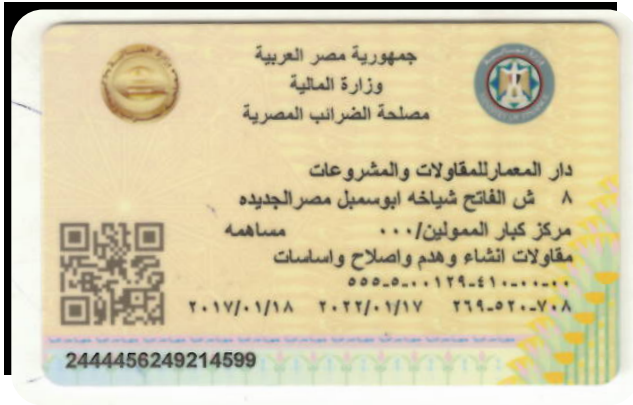 جمهورية مصر العربية
وزارة المالية
مصلحة الضرائب المصرية
دار المعمارللمقاولات والمشروعات
٨ ش الفاتح شياخه ابوسمبل مصرالجديده
مركز كبار الممولين/٠٠٠ مساهمه
مقاولات انشاء وهدم واصلاح واساسات
٥٥٥-٥-٠٠١٢٩-٤١٠-٠٠-٠٠
٢٦٩-٥٢٠-٧٠٨ ٢٠٢٢/٠١/١٧ ٢٠١٧/٠١/١٨
2444456249214599